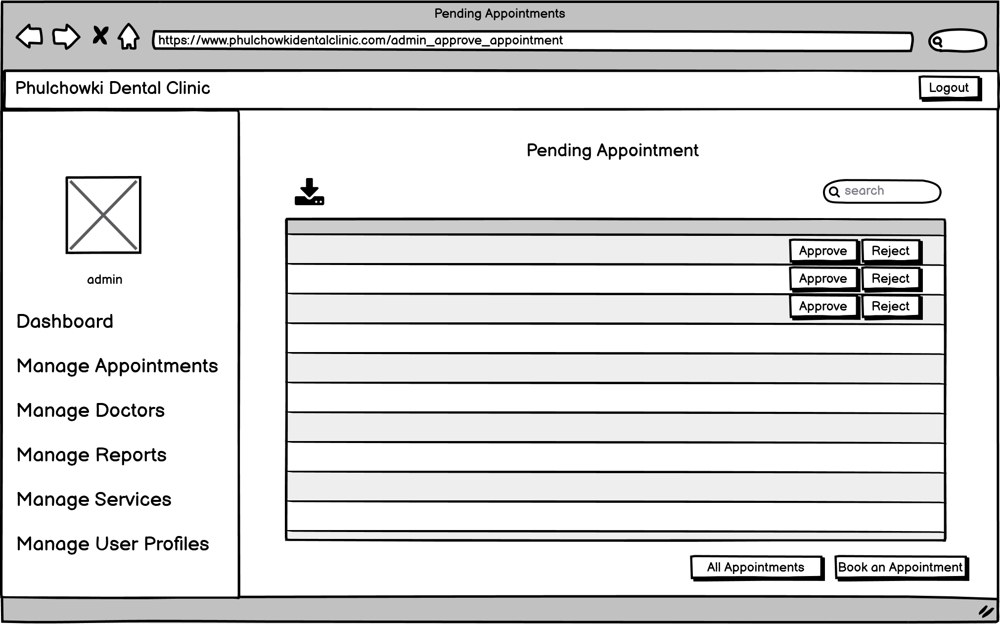 Pending Appointments
https://www.phulchowkidentalclinic.com/admin_approve_appointment
Phulchowki Dental Clinic
Logout
admin
Dashboard
Manage Appointments
Manage Doctors
Manage Reports
Manage Services
Manage User Profiles
Pending Appointment
search
Approve Reject
Approve Reject
Approve Reject
All Appointments Book an Appointment